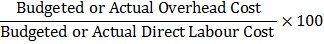 Budgeted or Actual Overhead Cost
Budgeted or Actual Direct Labour Cost × 100